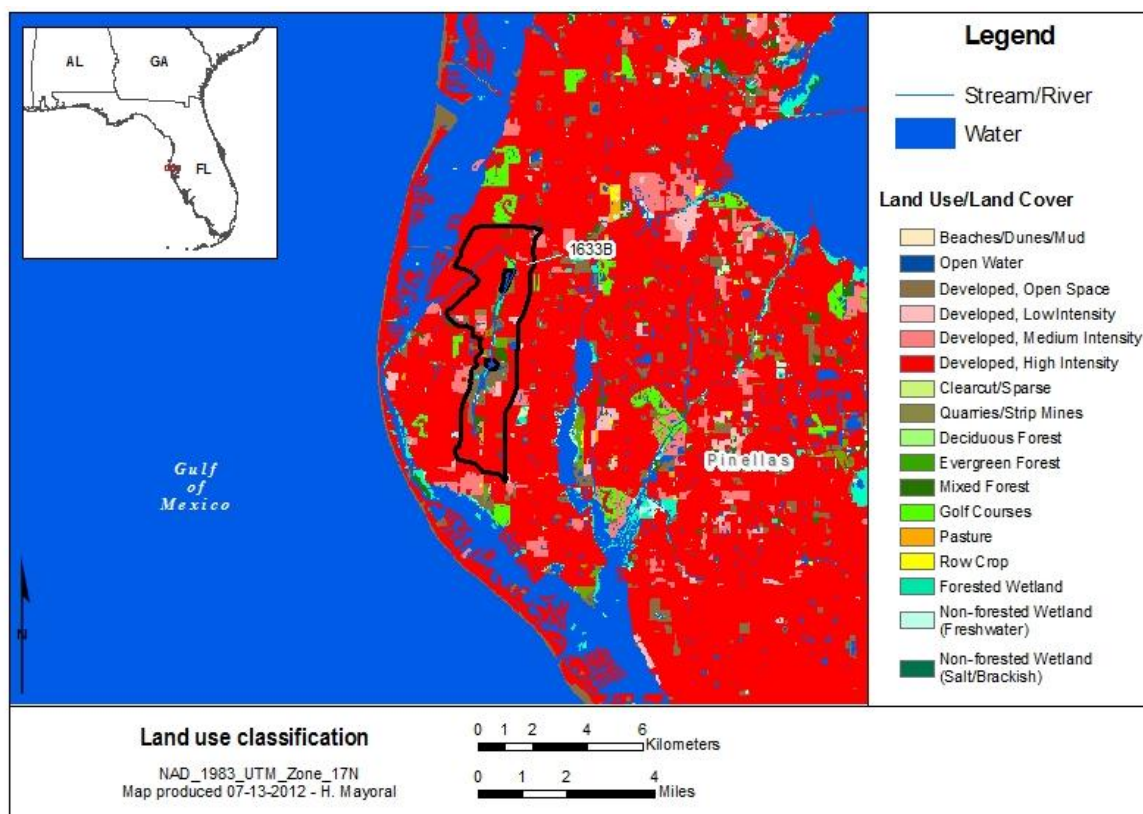 AL
GA
FL
1633B
Pinellas
Gulf
of
Mexico
N
Legend
Stream/River
Water
Land Use/Land Cover
Beaches/Dunes/Mud
Open Water
Developed, Open Space
Developed, Low Intensity
Developed, Medium Intensity
Developed, High Intensity
Clearcut/Sparse
Quarries/Strip Mines
Deciduous Forest
Evergreen Forest
Mixed Forest
Golf Courses
Pasture
Row Crop
Forested Wetland
Non-forested Wetland
(Freshwater)
Non-forested Wetland
(Salt/Brackish)
Land use classification
NAD_1983_UTM_Zone_17N
Map produced 07-13-2012 - H. Mayoral
0 1 2 4 6
Kilometers
0 1 2 4
Miles